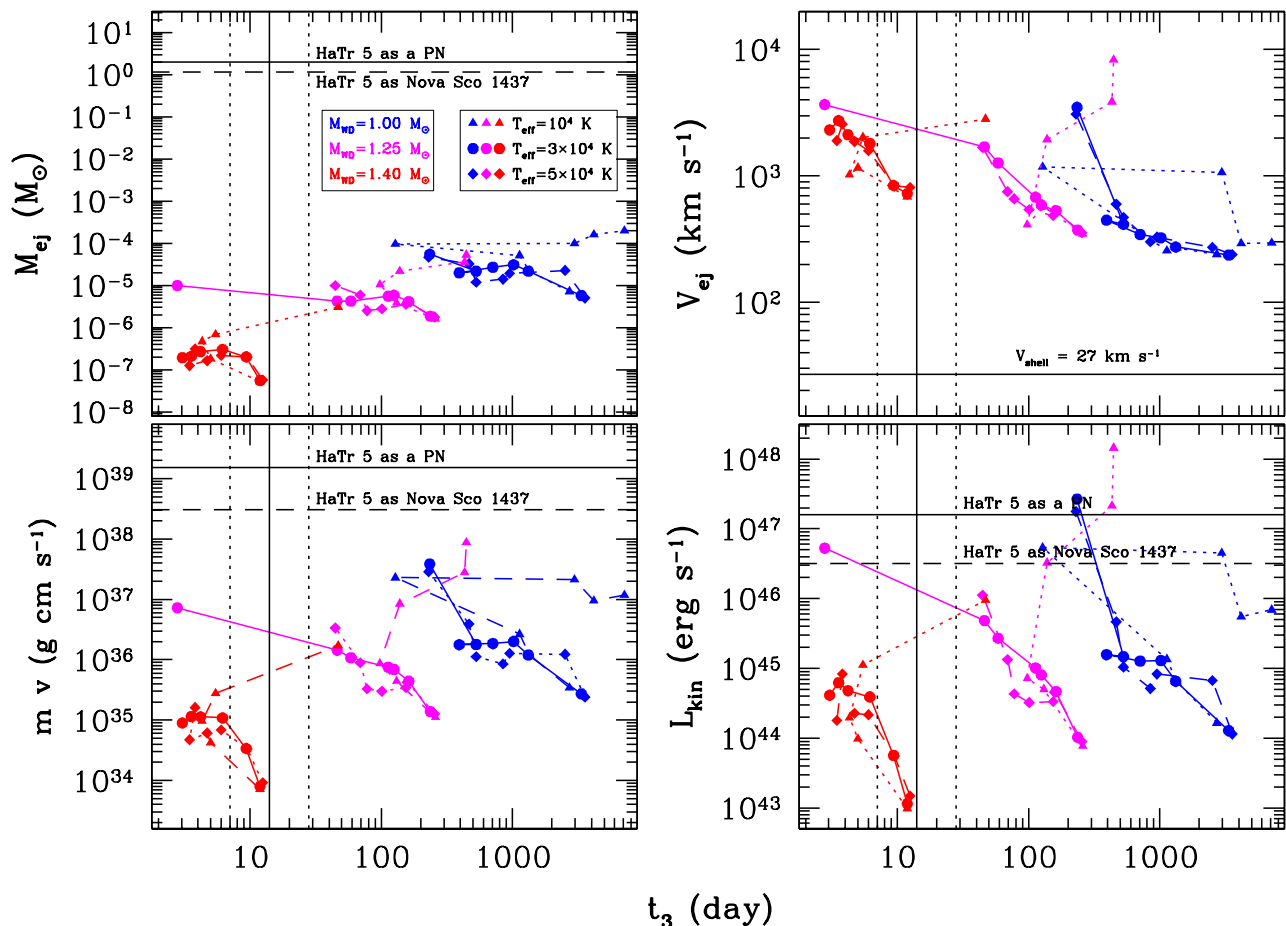 10¹
10⁰
10⁻¹
10⁻²
10⁻³
10⁻⁴
10⁻⁵
10⁻⁶
10⁻⁷
10⁻⁸
M_ej (M_⊙)
HaTr 5 as a PN
HaTr 5 as Nova Sco 1437
M_WD=1.00 M_⊙
M_WD=1.25 M_⊙
M_WD=1.40 M_⊙
T_eff=10⁴ K
T_eff=3×10⁴ K
T_eff=5×10⁴ K
10⁴
10³
10²
V_ej (km s⁻¹)
V_shell = 27 km s⁻¹
10³⁹
10³⁸
10³⁷
10³⁶
10³⁵
10³⁴
m v (g cm s⁻¹)
HaTr 5 as a PN
HaTr 5 as Nova Sco 1437
10 100 1000
10⁴⁸
10⁴⁷
10⁴⁶
10⁴⁵
10⁴⁴
10⁴³
L_kin (erg s⁻¹)
HaTr 5 as a PN
HaTr 5 as Nova Sco 1437
10 100 1000
t₃ (day)